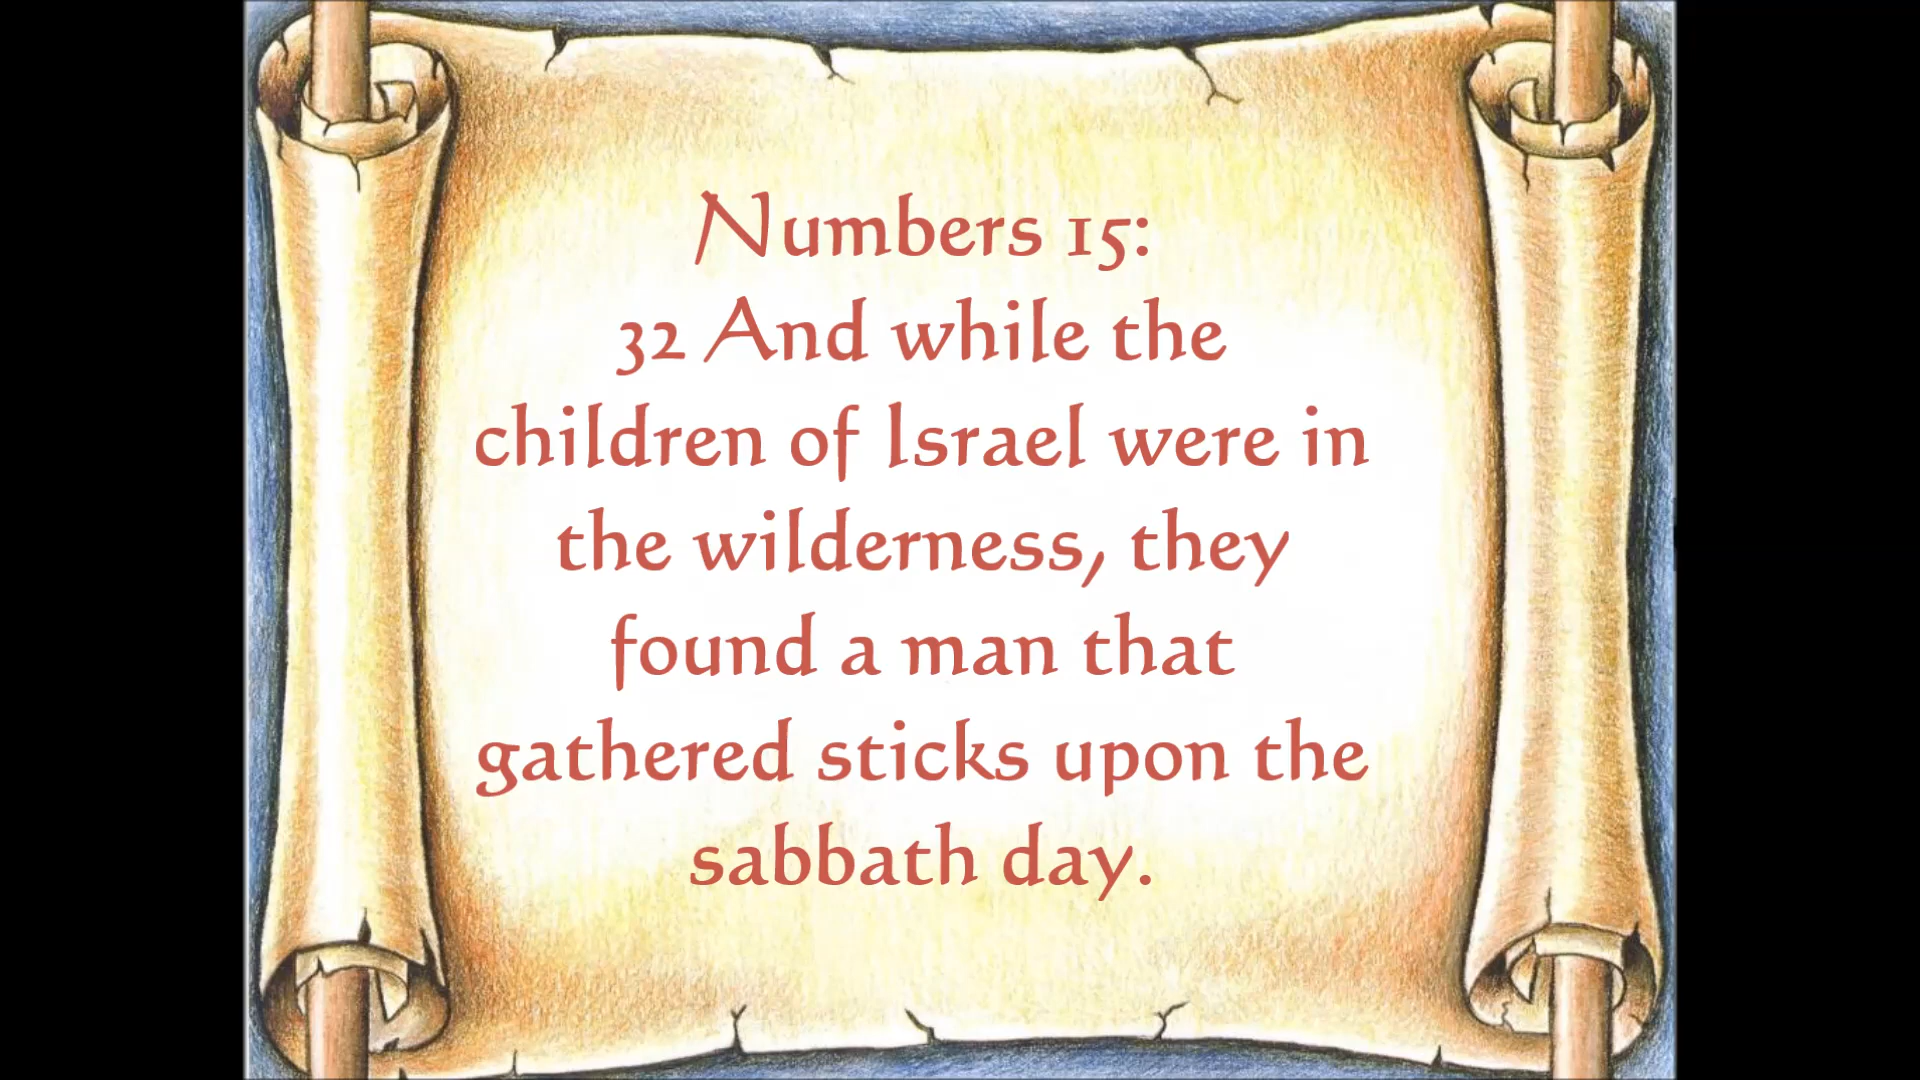 Numbers 15:
32 And while the
children of Israel were in
the wilderness, they
found a man that
gathered sticks upon the
sabbath day.